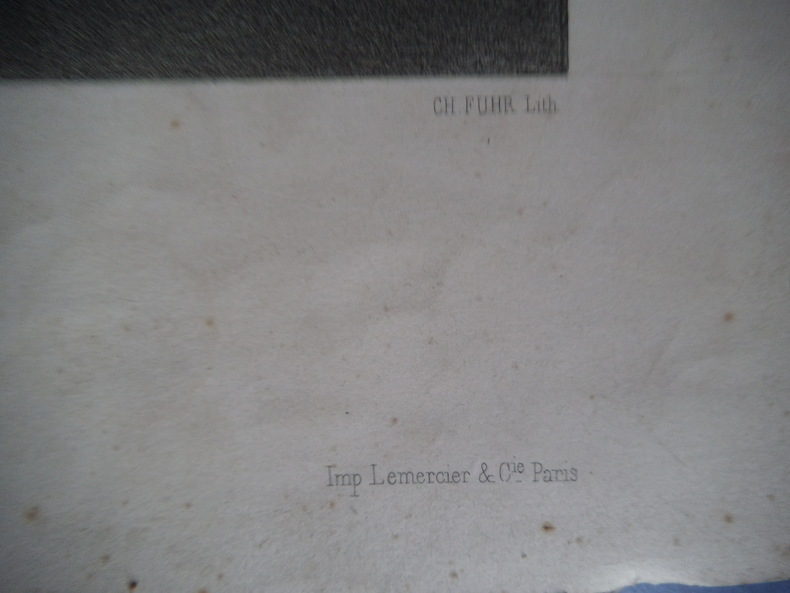 CH FUHR Lith
Imp Lemercier & Cie Paris